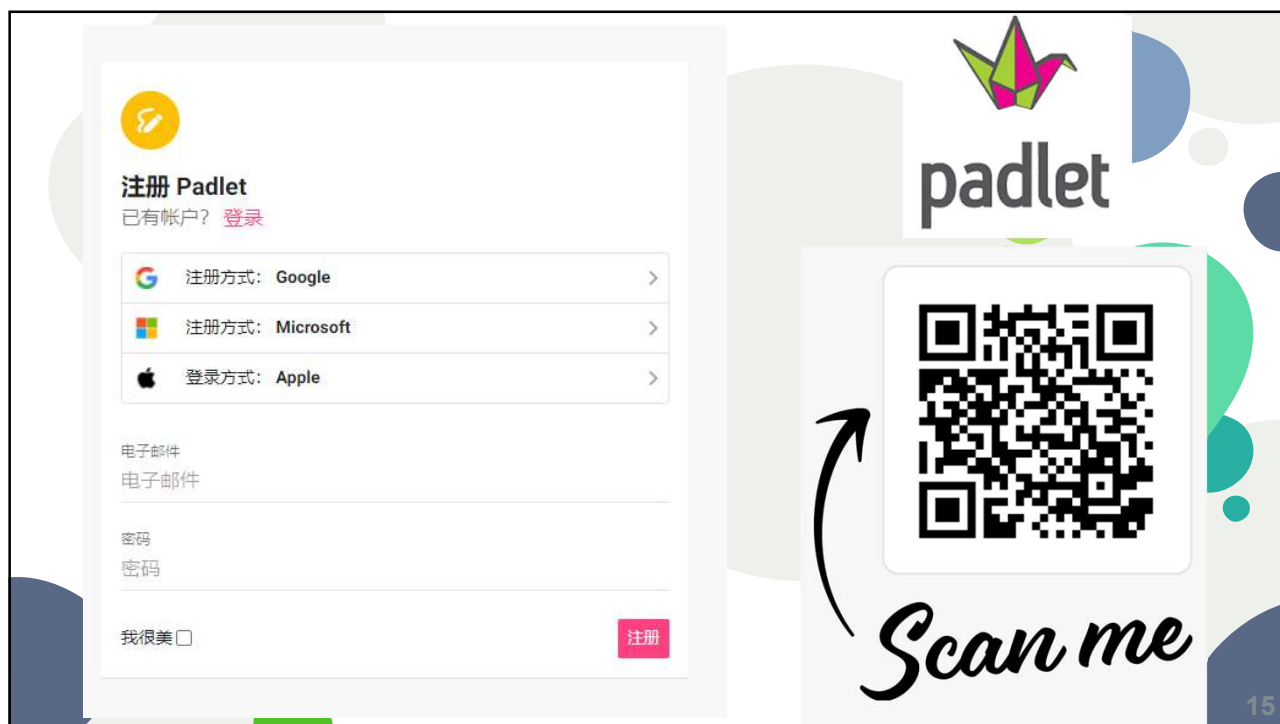 注册 Padlet
已有帐户? 登录
注册方式: Google
注册方式: Microsoft
登录方式: Apple
电子邮件
电子邮件
密码
密码
我很美
注册
padlet
Scan me
15